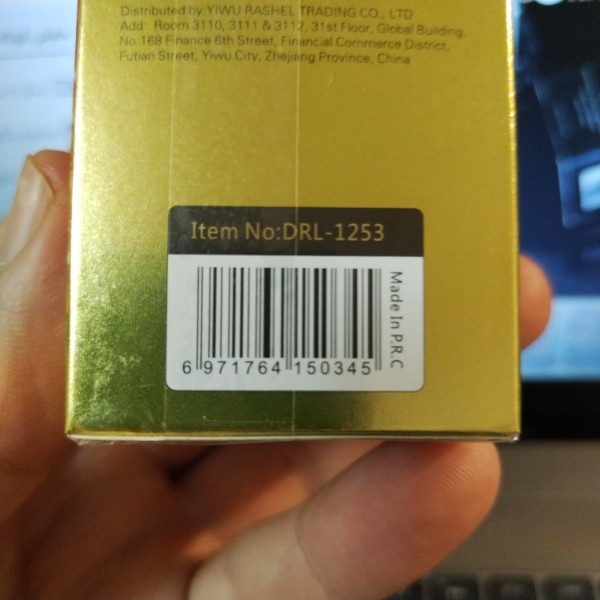 Distributed by:YIWU RASHEL TRADING CO., LTD
Add: Room 3110, 3111 & 3112, 31st Floor, Global Building,
No.168 Finance 6th Street, Financial Commerce District,
Futian Street, Yiwu City, Zhejiang Province, China
Item No:DRL-1253
Made In P.R.C
6 971764 150345